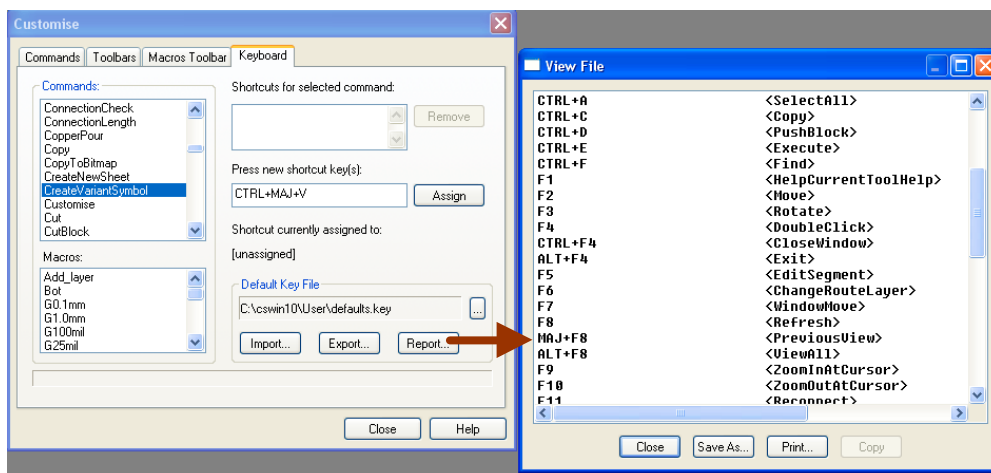 Customise
Commands Toolbars Macros Toolbar Keyboard
Commands:
ConnectionCheck
ConnectionLength
CopperPour
Copy
CopyToBitmap
CreateNewSheet
CreateVariantSymbol
Customise
Cut
CutBlock
Macros:
Add_layer
Bot
G0.1mm
G1.0mm
G100mil
G25mil
Shortcuts for selected command:
Remove
Press new shortcut key(s):
CTRL+MAJ+V Assign
Shortcut currently assigned to:
[unassigned]
Default Key File
C:\cswin10\User\defaults.key ...
Import... Export... Report...
Close Help
View File
CTRL+A <SelectAll>
CTRL+C <Copy>
CTRL+D <PushBlock>
CTRL+E <Execute>
CTRL+F <Find>
F1 <HelpCurrentToolHelp>
F2 <Move>
F3 <Rotate>
F4 <DoubleClick>
CTRL+F4 <CloseWindow>
ALT+F4 <Exit>
F5 <EditSegment>
F6 <ChangeRouteLayer>
F7 <WindowMove>
F8 <Refresh>
MAJ+F8 <PreviousView>
ALT+F8 <ViewAll>
F9 <ZoomInAtCursor>
F10 <ZoomOutAtCursor>
F11 <Reconnect>
Close Save As... Print... Copy